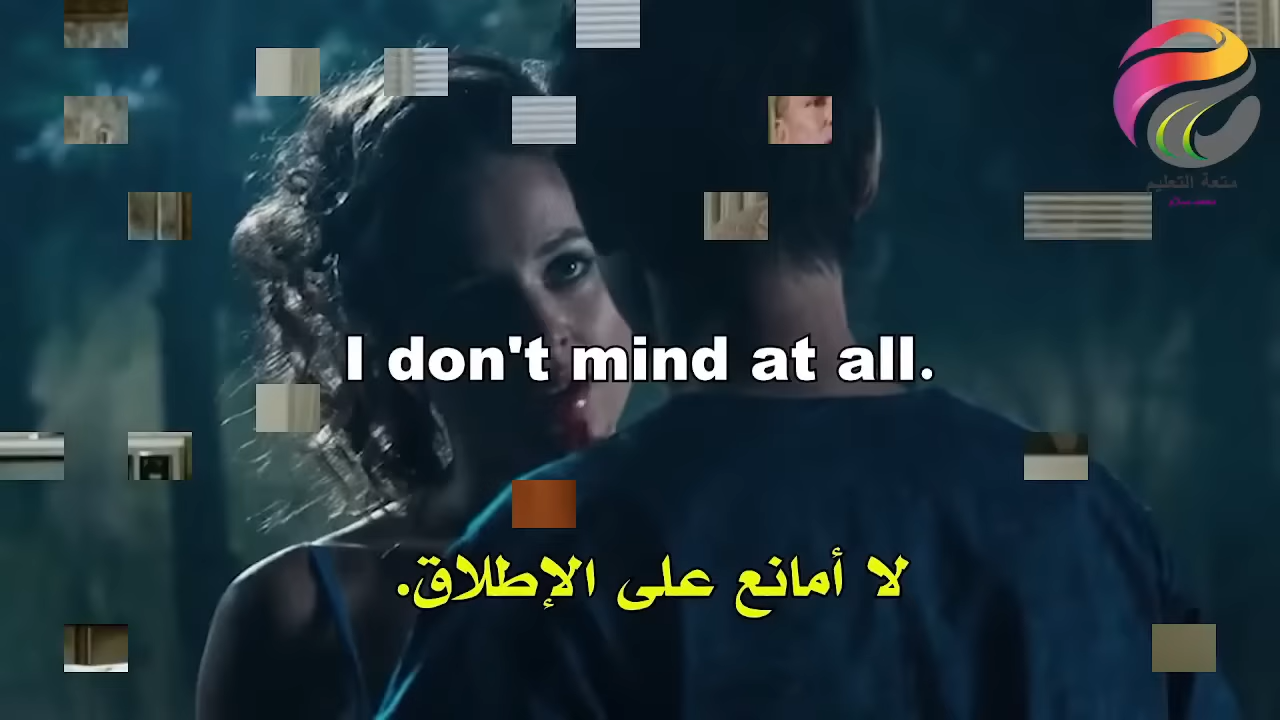 متعة التعليم
I don't mind at all.
لا أمانع على الإطلاق.